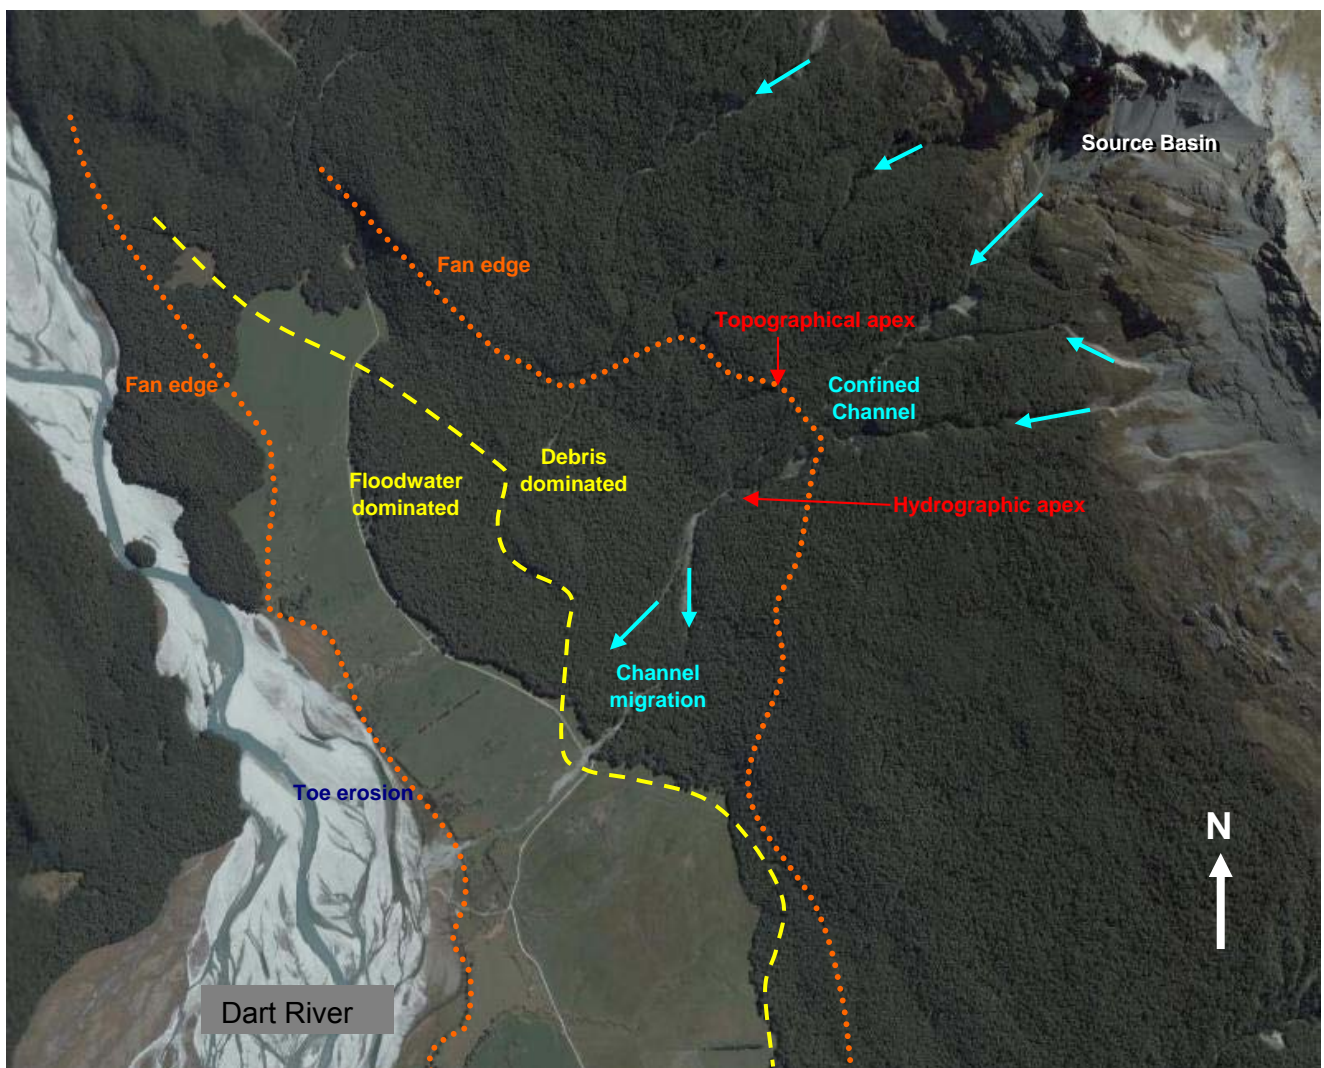 Source Basin
Fan edge
Topographical apex
Fan edge
Confined
Channel
Debris
dominated
Floodwater
dominated
Hydrographic apex
Channel
migration
Toe erosion
N
Dart River